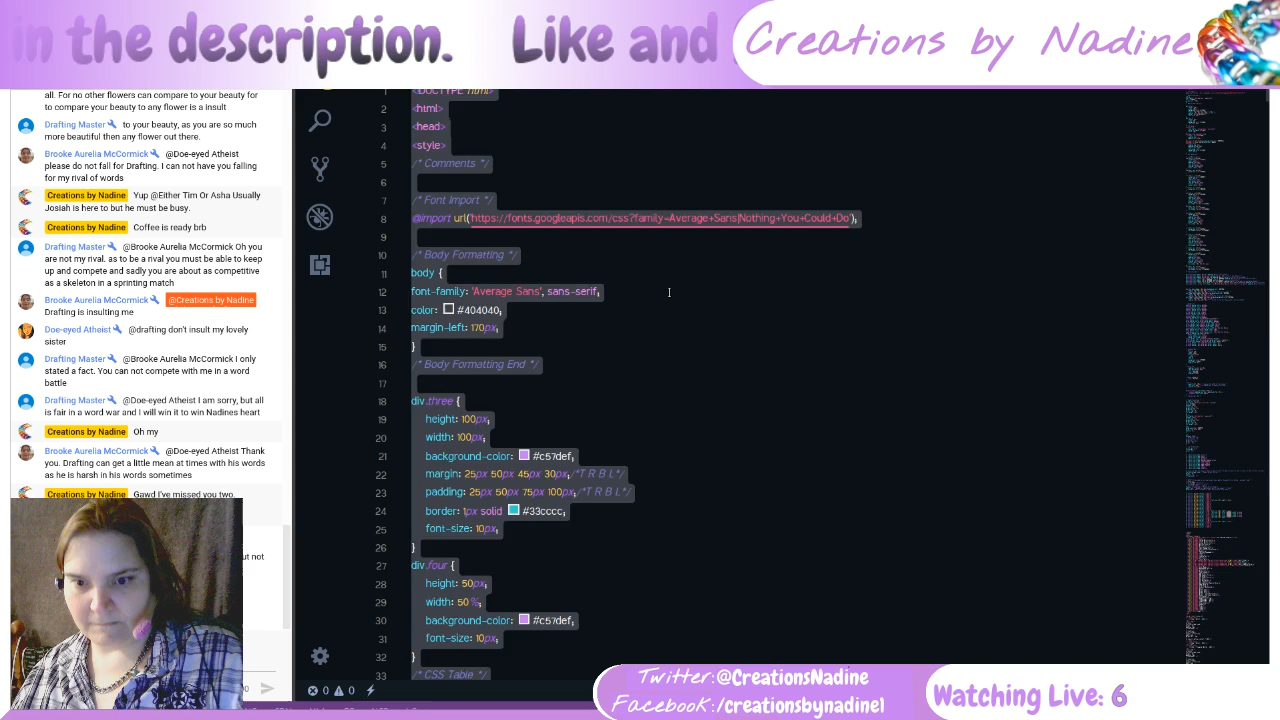 in the description. Like and
Creations by Nadine
all. For no other flowers can compare to your beauty for
to compare your beauty to any flower is a insult
Drafting Master to your beauty, as you are so much
more beautiful then any flower out there.
Brooke Aurelia McCormick @Doe-eyed Atheist
please do not fall for Drafting. I can not have you falling
for my rival of words
Creations by Nadine Yup @Either Tim Or Asha Usually
Josiah is here to but he must be busy.
Creations by Nadine Coffee is ready brb
Drafting Master @Brooke Aurelia McCormick Oh you
are not my rival. as to be a rival you must be able to keep
up and compete and sadly you are about as competitive
as a skeleton in a sprinting match
Brooke Aurelia McCormick @Creations by Nadine
Drafting is insulting me
Doe-eyed Atheist @drafting don't insult my lovely
sister
Drafting Master @Brooke Aurelia McCormick I only
stated a fact. You can not compete with me in a word
battle
Drafting Master @Doe-eyed Atheist I am sorry, but all
is fair in a word war and I will win it to win Nadines heart
Creations by Nadine Oh my
Brooke Aurelia McCormick @Doe-eyed Atheist Thank
you. Drafting can get a little mean at times with his words
as he is harsh in his words sometimes
Creations by Nadine Gawd I've missed you two.
but not
1 <!DOCTYPE html>
2 <html>
3 <head>
4 <style>
5 /* Comments */
6
7 /* Font Import */
8 @import url('https://fonts.googleapis.com/css?family=Average+Sans|Nothing+You+Could+Do');
9
10 /* Body Formatting */
11 body {
12 font-family: 'Average Sans', sans-serif;
13 color: #404040;
14 margin-left: 170px;
15 }
16 /* Body Formatting End */
17
18 div.three {
19 height: 100px;
20 width: 100px;
21 background-color: #c57def;
22 margin: 25px 50px 45px 30px;/*T R B L*/
23 padding: 25px 50px 75px 100px;/*T R B L*/
24 border: 1px solid #33cccc;
25 font-size: 10px;
26 }
27 div.four {
28 height: 50px;
29 width: 50%;
30 background-color: #c57def;
31 font-size: 10px;
32 }
33 /* CSS Table */
0 0
Twitter: @CreationsNadine
Facebook: /creationsbynadine1
Watching Live: 6